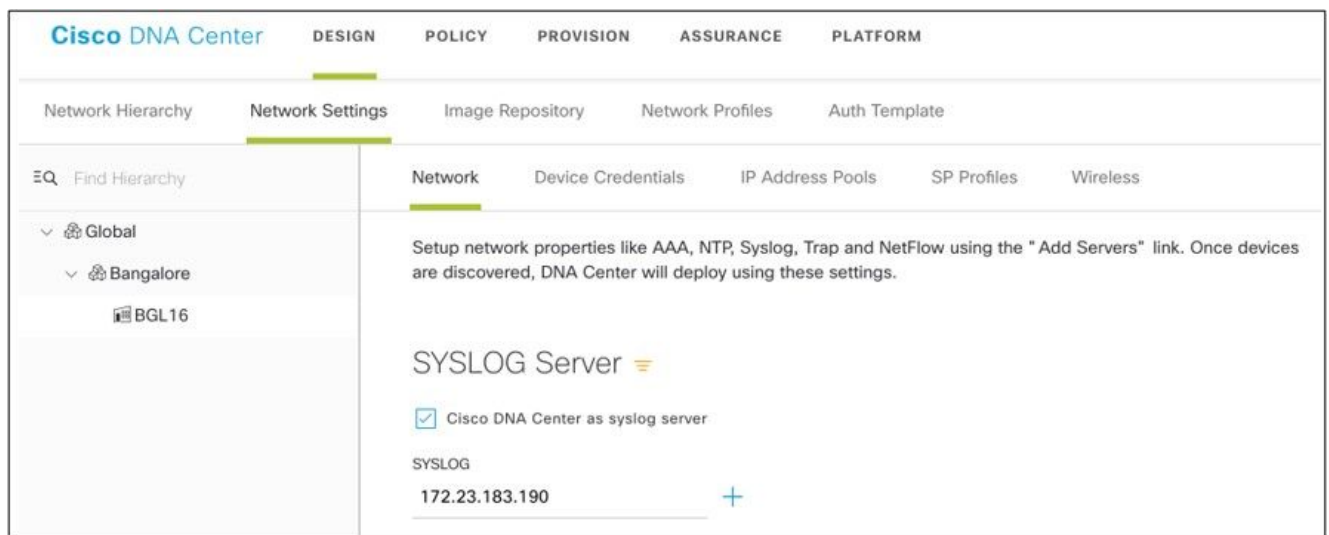 Cisco DNA Center DESIGN POLICY PROVISION ASSURANCE PLATFORM
Network Hierarchy Network Settings Image Repository Network Profiles Auth Template
Find Hierarchy
Network Device Credentials IP Address Pools SP Profiles Wireless
Global
Bangalore
BGL16
Setup network properties like AAA, NTP, Syslog, Trap and NetFlow using the "Add Servers" link. Once devices
are discovered, DNA Center will deploy using these settings.
SYSLOG Server
Cisco DNA Center as syslog server
SYSLOG
172.23.183.190